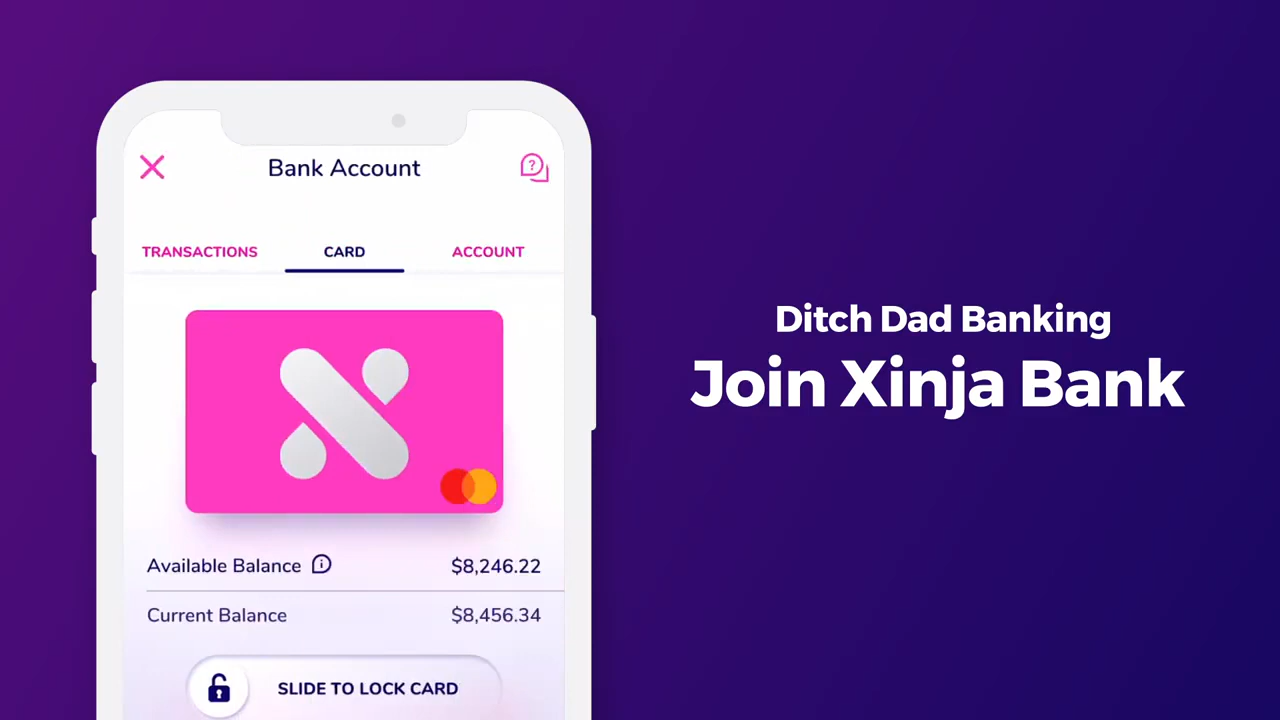 Bank Account
TRANSACTIONS CARD ACCOUNT
Available Balance $8,246.22
Current Balance $8,456.34
SLIDE TO LOCK CARD
Ditch Dad Banking
Join Xinja Bank